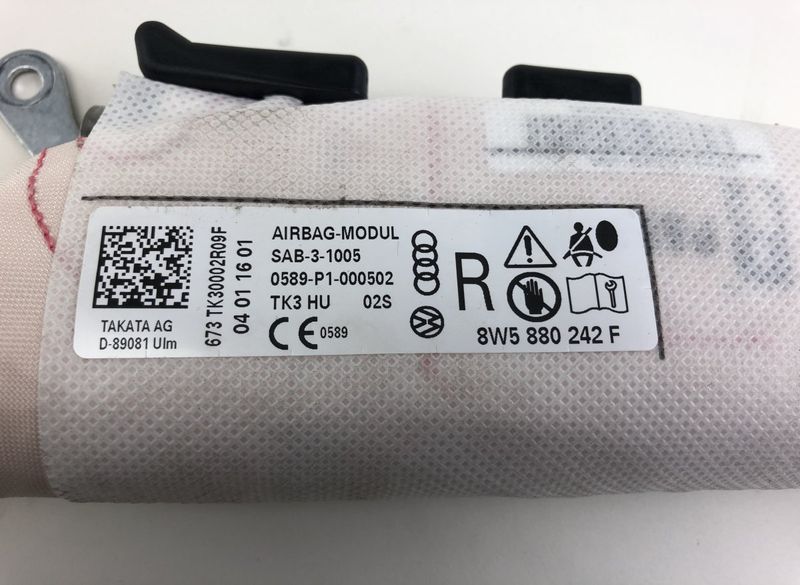 TAKATA AG
D-89081 Ulm
673 TK30002R09F
04 01 16 01
AIRBAG-MODUL
SAB-3-1005
0589-P1-000502
TK3 HU 02S
CE 0589
R
8W5 880 242 F